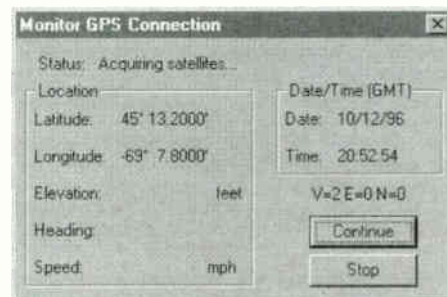 Monitor GPS Connection
Status: Acquiring satellites...
Location
Latitude: 45° 13.2000'
Longitude: -69° 7.8000'
Elevation: feet
Heading:
Speed: mph
Date/Time (GMT)
Date: 10/12/96
Time: 20:52:54
V=2 E=0 N=0
Continue
Stop